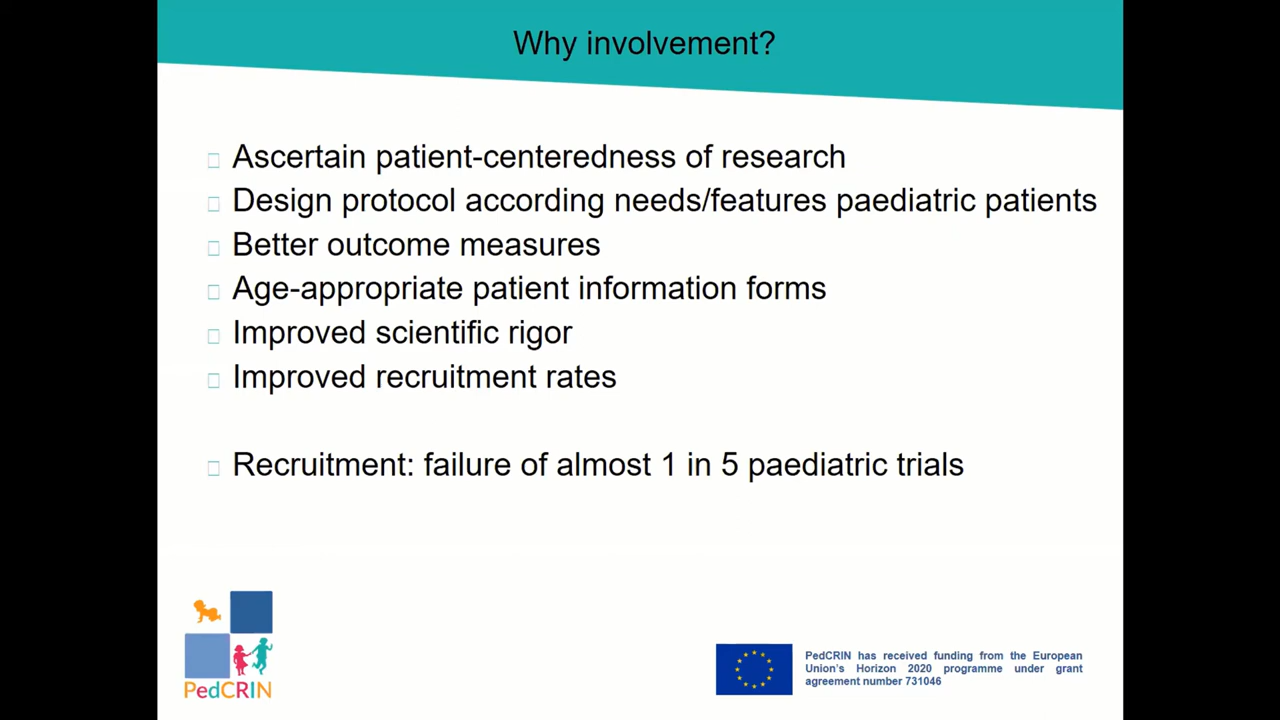 Why involvement?
Ascertain patient-centeredness of research
Design protocol according needs/features paediatric patients
Better outcome measures
Age-appropriate patient information forms
Improved scientific rigor
Improved recruitment rates
Recruitment: failure of almost 1 in 5 paediatric trials
PedCRIN
PedCRIN has received funding from the European
Union's Horizon 2020 programme under grant
agreement number 731046